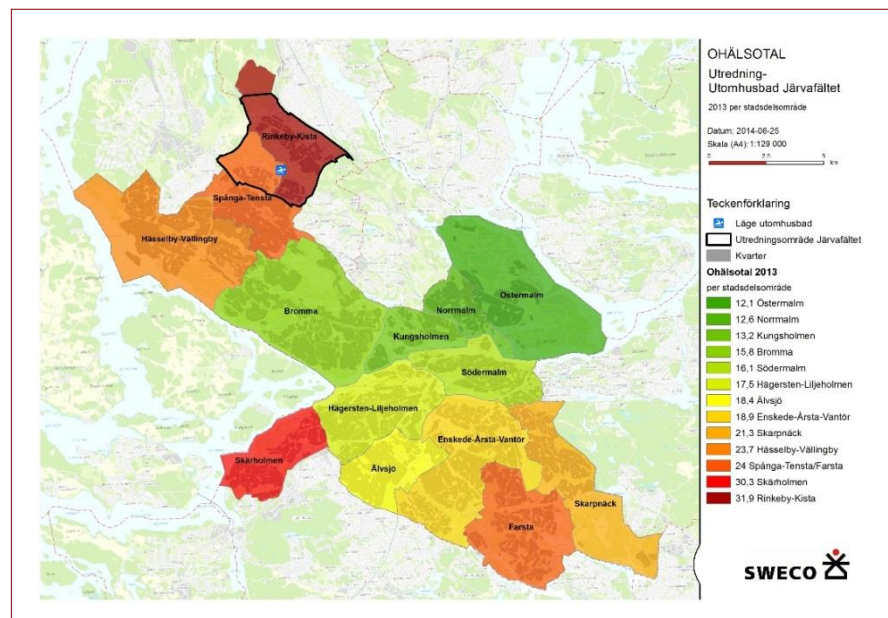 OHÄLSOTAL
Utredning-
Utomhusbad Järvafältet
2013 per stadsdelsområde
Datum: 2014-06-25
Skala (A4): 1:129 000
0 2,5 5
km
Teckenförklaring
Läge utomhusbad
Utredningsområde Järvafältet
Kvarter
Ohälsotal 2013
per stadsdelsområde
12,1 Östermalm
12,6 Norrmalm
13,2 Kungsholmen
15,8 Bromma
16,1 Södermalm
17,5 Hägersten-Liljeholmen
18,4 Älvsjö
18,9 Enskede-Årsta-Vantör
21,3 Skarpnäck
23,7 Hässelby-Vällingby
24 Spånga-Tensta/Farsta
30,3 Skärholmen
31,9 Rinkeby-Kista
SWECO
Rinkeby-Kista
Spånga-Tensta
Hässelby-Vällingby
Bromma
Norrmalm
Östermalm
Kungsholmen
Södermalm
Hägersten-Liljeholmen
Enskede-Årsta-Vantör
Skärholmen
Älvsjö
Skarpnäck
Farsta